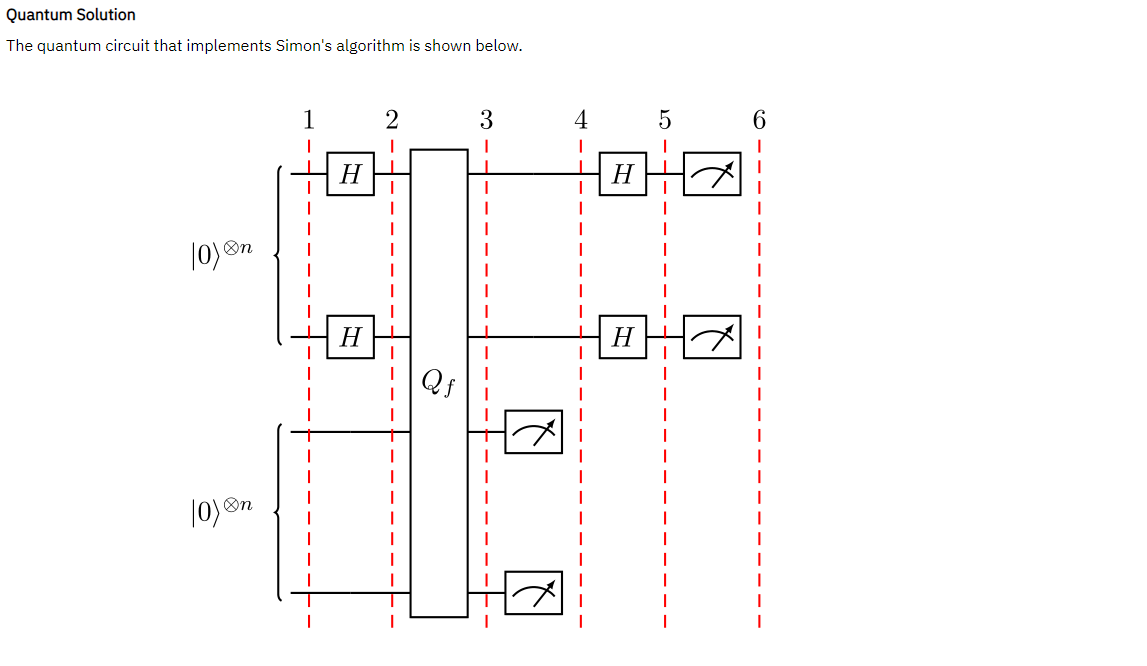 Quantum Solution
The quantum circuit that implements Simon's algorithm is shown below.
1 2 3 4 5 6
H H
|0⟩⊗n
H H
Qf
|0⟩⊗n